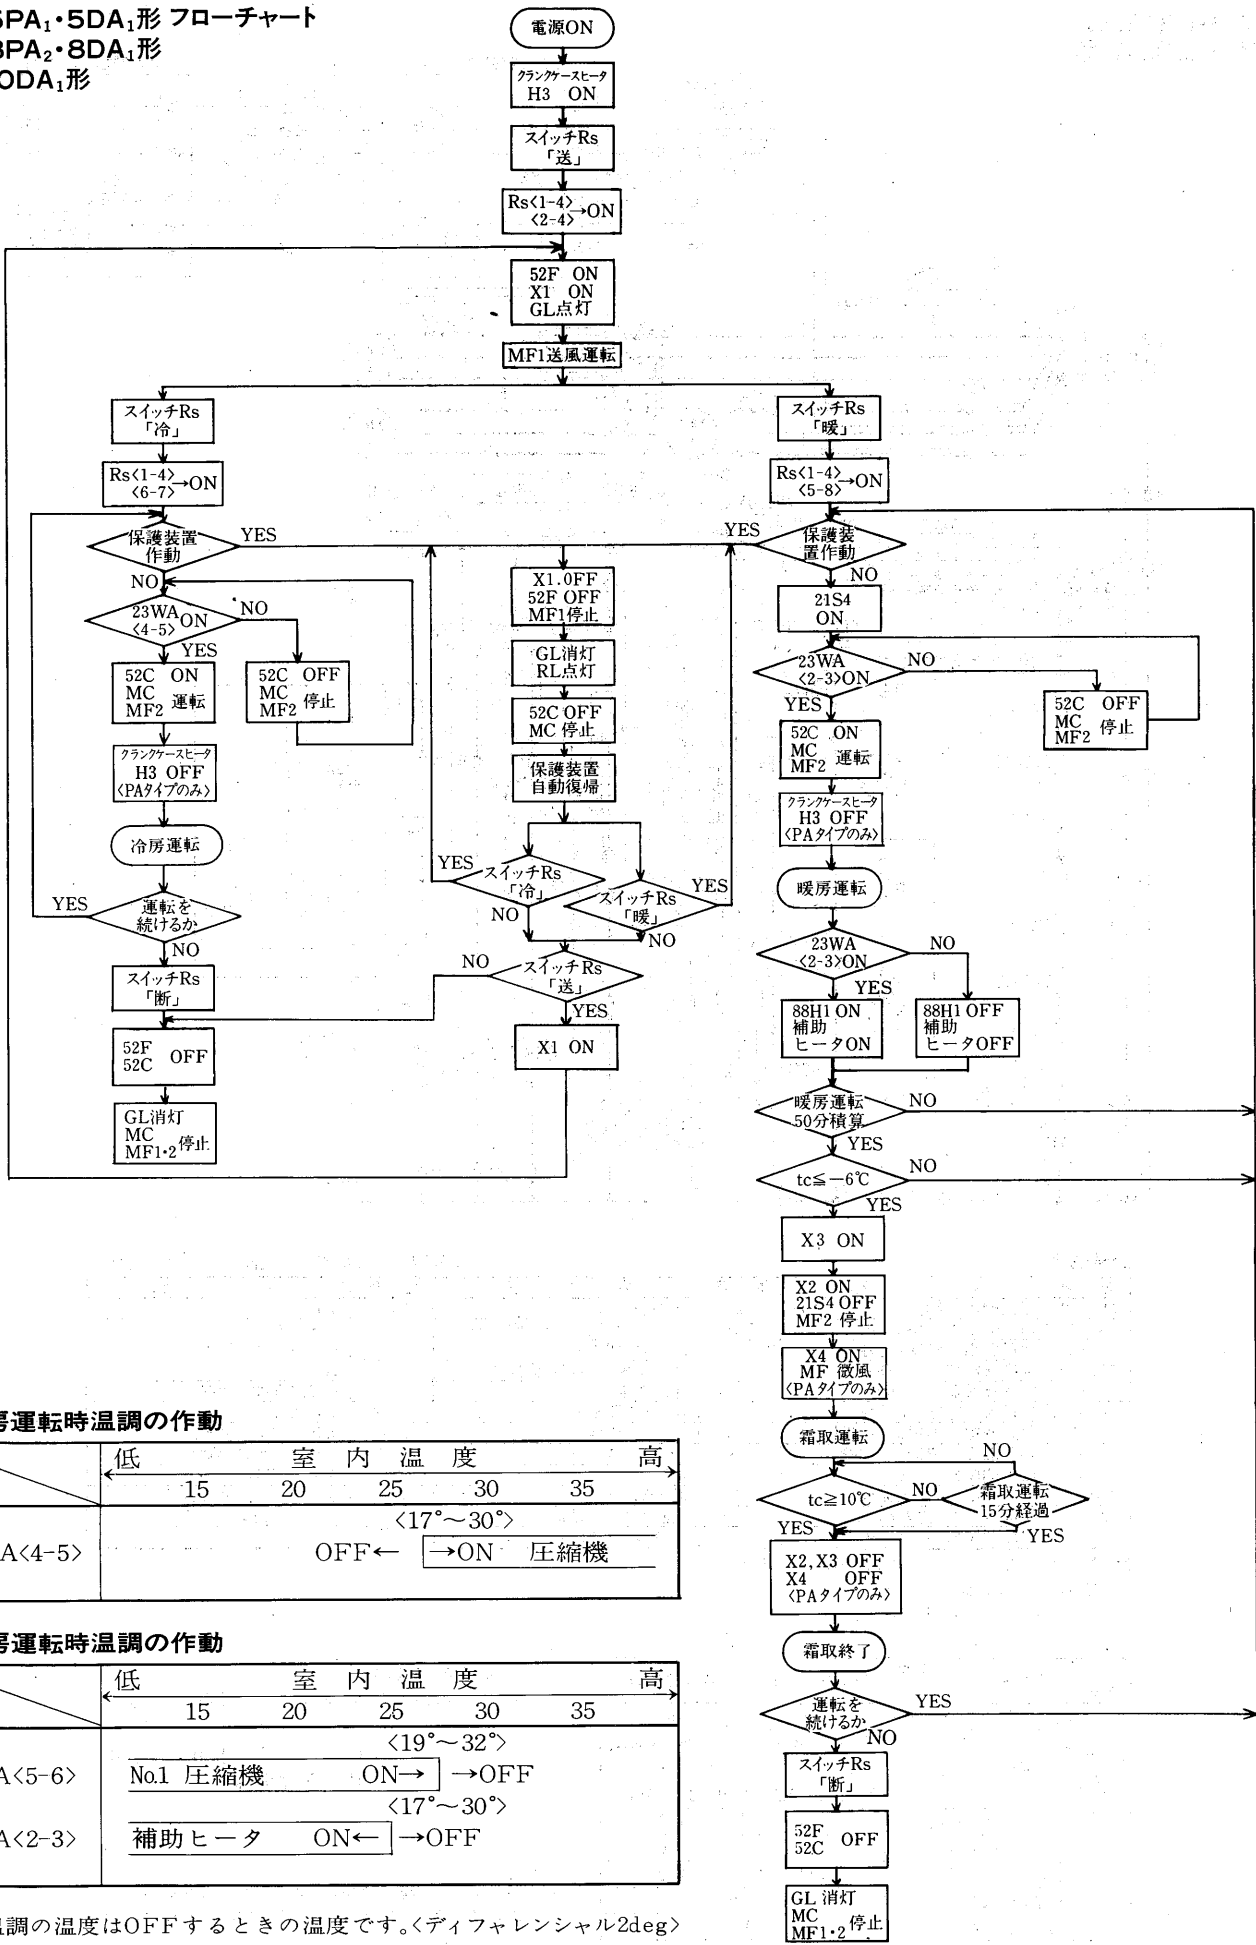 5PA₁・5DA₁形 フローチャート
8PA₂・8DA₁形
0DA₁形
電源ON
クランクケースヒータ
H3 ON
スイッチRs
「送」
Rs<1-4>
<2-4>→ON
52F ON
X1 ON
GL点灯
MF1送風運転
スイッチRs
「冷」
Rs<1-4>
<6-7>→ON
保護装置
作動
YES
NO
23WA
<4-5> ON
NO
YES
52C ON
MC
MF2 運転
52C OFF
MC
MF2 停止
クランクケースヒータ
H3 OFF
<PAタイプのみ>
冷房運転
運転を
続けるか
YES
NO
スイッチRs
「断」
52F
52C OFF
GL消灯
MC
MF1・2 停止
X1.OFF
52F OFF
MF1停止
GL消灯
RL点灯
52C OFF
MC 停止
保護装置
自動復帰
YES
スイッチRs
「冷」
NO
スイッチRs
「暖」
YES
NO
NO
スイッチRs
「送」
YES
X1 ON
スイッチRs
「暖」
Rs<1-4>
<5-8>→ON
YES
保護装
置作動
NO
21S4
ON
23WA
<2-3>ON
NO
YES
52C OFF
MC
MF2 停止
52C ON
MC
MF2 運転
クランクケースヒータ
H3 OFF
<PAタイプのみ>
暖房運転
23WA
<2-3>ON
NO
YES
88H1 ON
補助
ヒータON
88H1 OFF
補助
ヒータOFF
暖房運転
50分積算
NO
YES
tc≦−6℃
NO
YES
X3 ON
X2 ON
21S4 OFF
MF2 停止
X4 ON
MF 微風
<PAタイプのみ>
霜取運転
NO
tc≧10℃
NO
霜取運転
15分経過
YES
YES
X2,X3 OFF
X4 OFF
<PAタイプのみ>
霜取終了
運転を
続けるか
YES
NO
スイッチRs
「断」
52F
52C OFF
GL 消灯
MC
MF1・2 停止
房運転時温調の作動
低 室内温度 高
15 20 25 30 35
<17°〜30°>
A<4-5> OFF← →ON 圧縮機
房運転時温調の作動
低 室内温度 高
15 20 25 30 35
<19°〜32°>
A<5-6> No.1 圧縮機 ON→ →OFF
<17°〜30°>
A<2-3> 補助ヒータ ON← →OFF
温調の温度はOFFするときの温度です。<ディファレンシャル2deg>